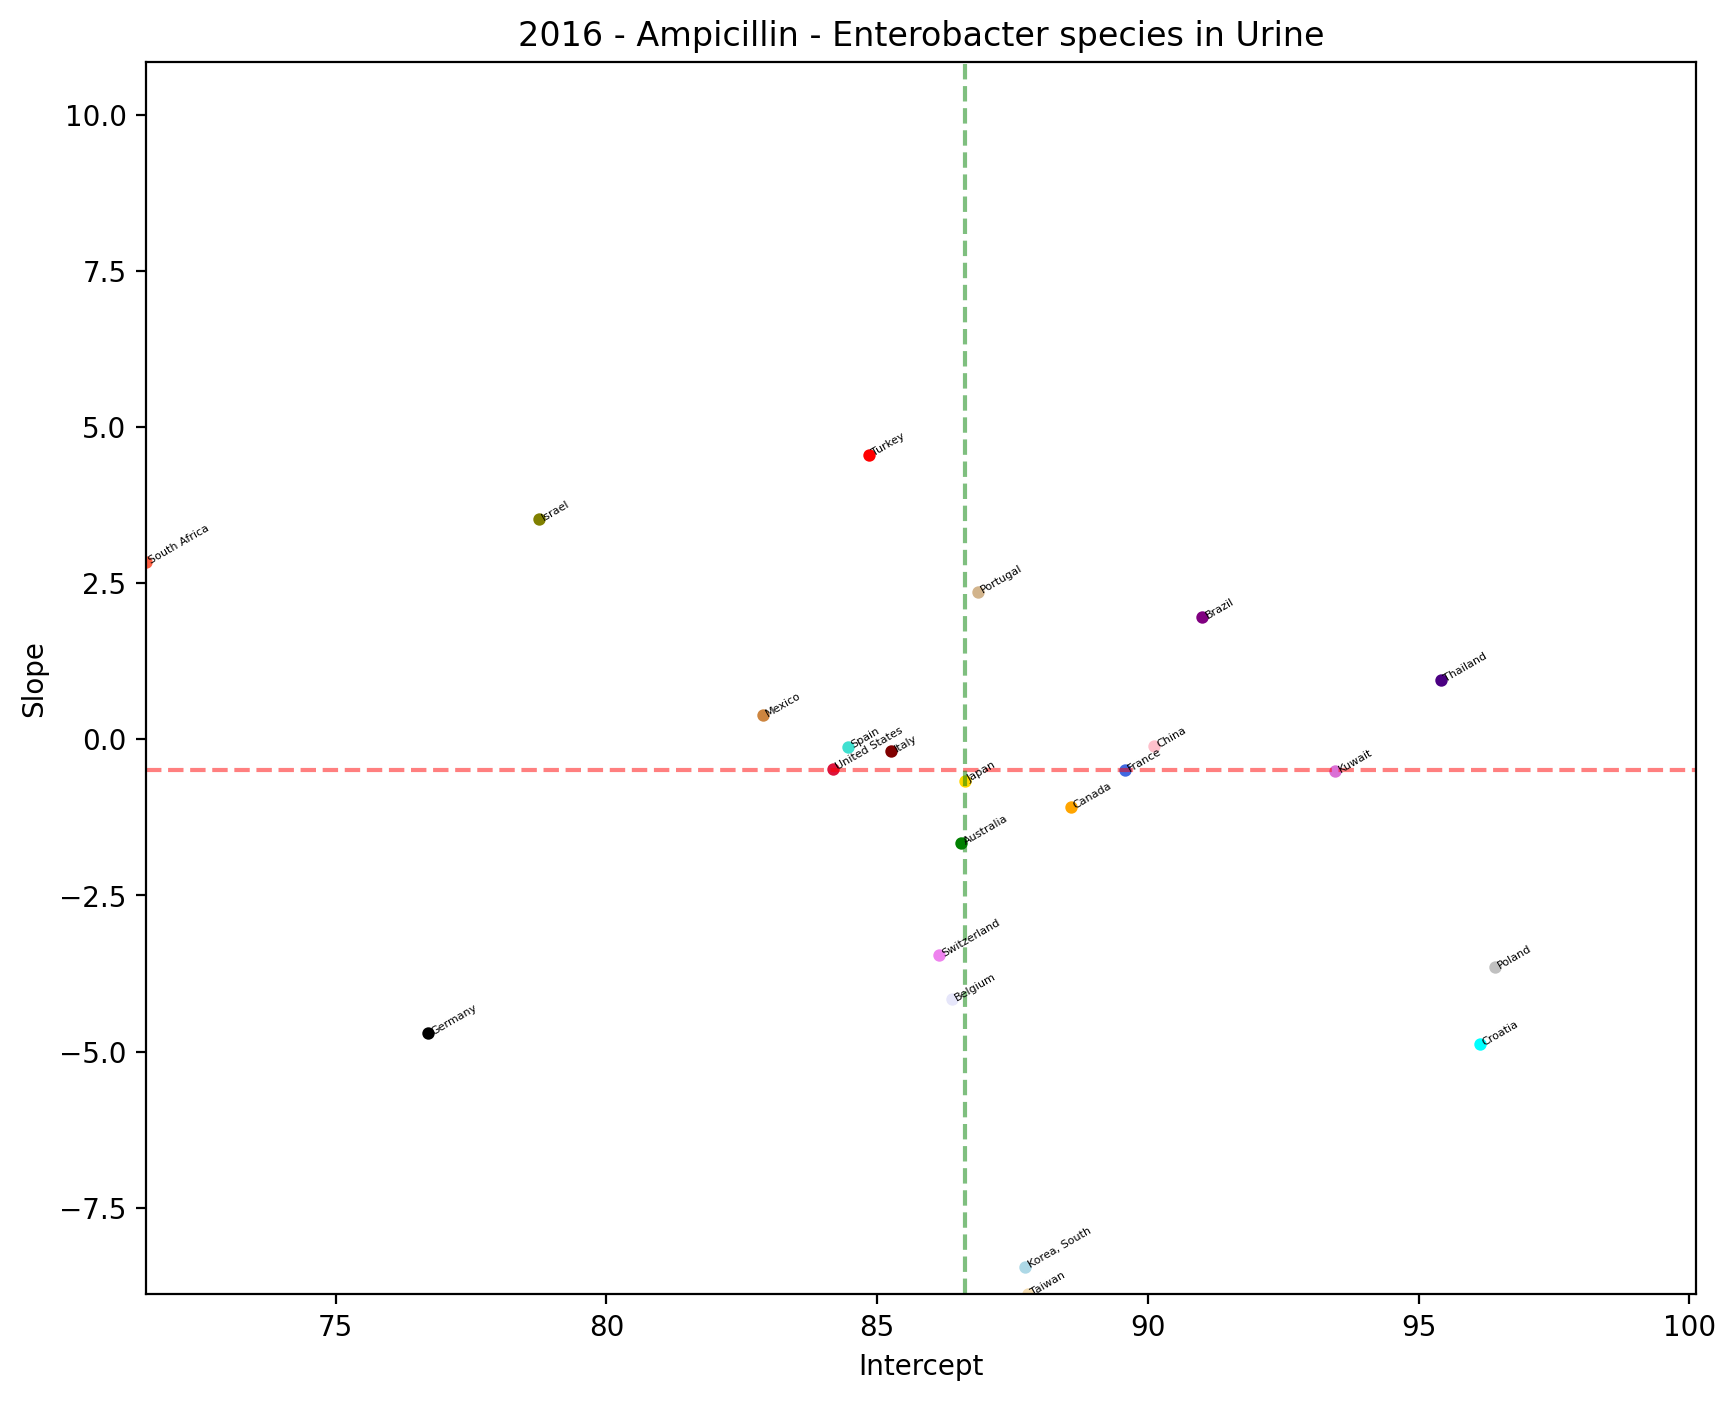 2016 - Ampicillin - Enterobacter species in Urine
10.0
7.5
5.0
2.5
0.0
−2.5
−5.0
−7.5
Slope
Turkey
Israel
South Africa
Portugal
Brazil
Thailand
Mexico
Spain
United States
Italy
China
France
Kuwait
Japan
Canada
Australia
Switzerland
Poland
Belgium
Germany
Croatia
Korea, South
Taiwan
75
80
85
90
95
100
Intercept